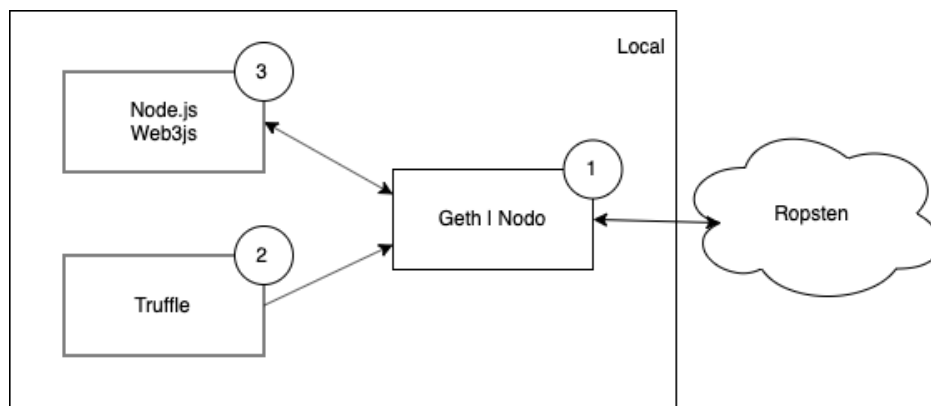 Local
3
Node.js
Web3js
1
Geth | Nodo
Ropsten
2
Truffle